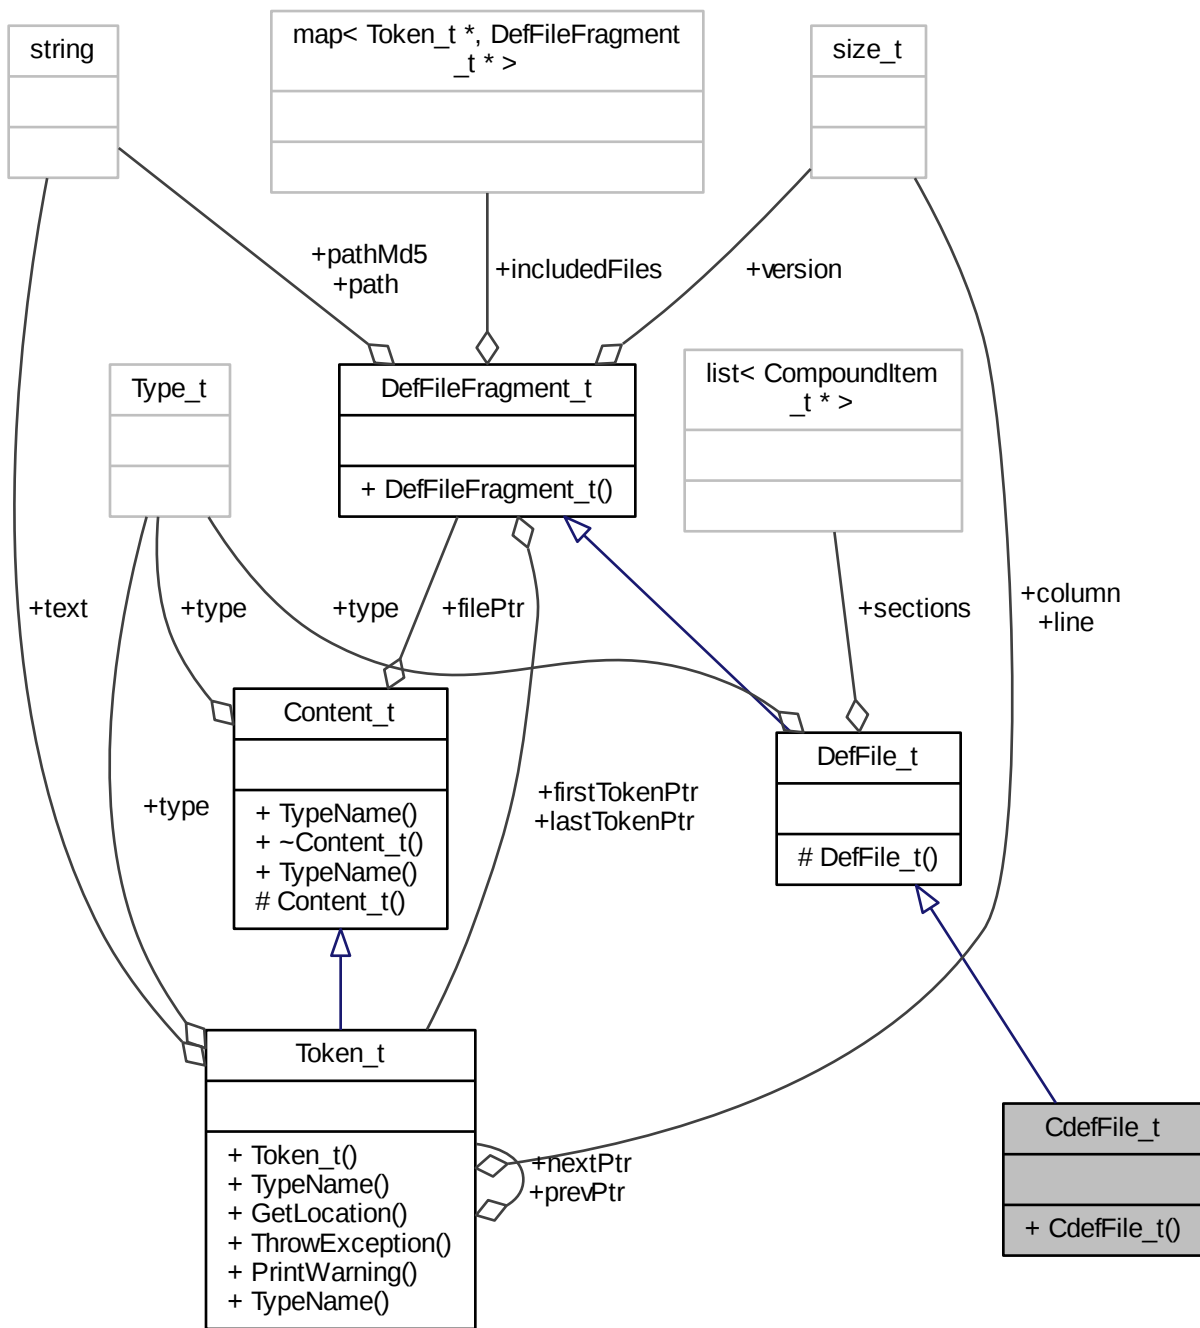 string
map< Token_t *, DefFileFragment
_t * >
size_t
+pathMd5
+path
+includedFiles
+version
Type_t
DefFileFragment_t
+ DefFileFragment_t()
list< CompoundItem
_t * >
+text
+type
+type
+filePtr
+sections
+column
+line
Content_t
+ TypeName()
+ ~Content_t()
+ TypeName()
# Content_t()
+type
+firstTokenPtr
+lastTokenPtr
DefFile_t
# DefFile_t()
Token_t
+ Token_t()
+ TypeName()
+ GetLocation()
+ ThrowException()
+ PrintWarning()
+ TypeName()
+nextPtr
+prevPtr
CdefFile_t
+ CdefFile_t()